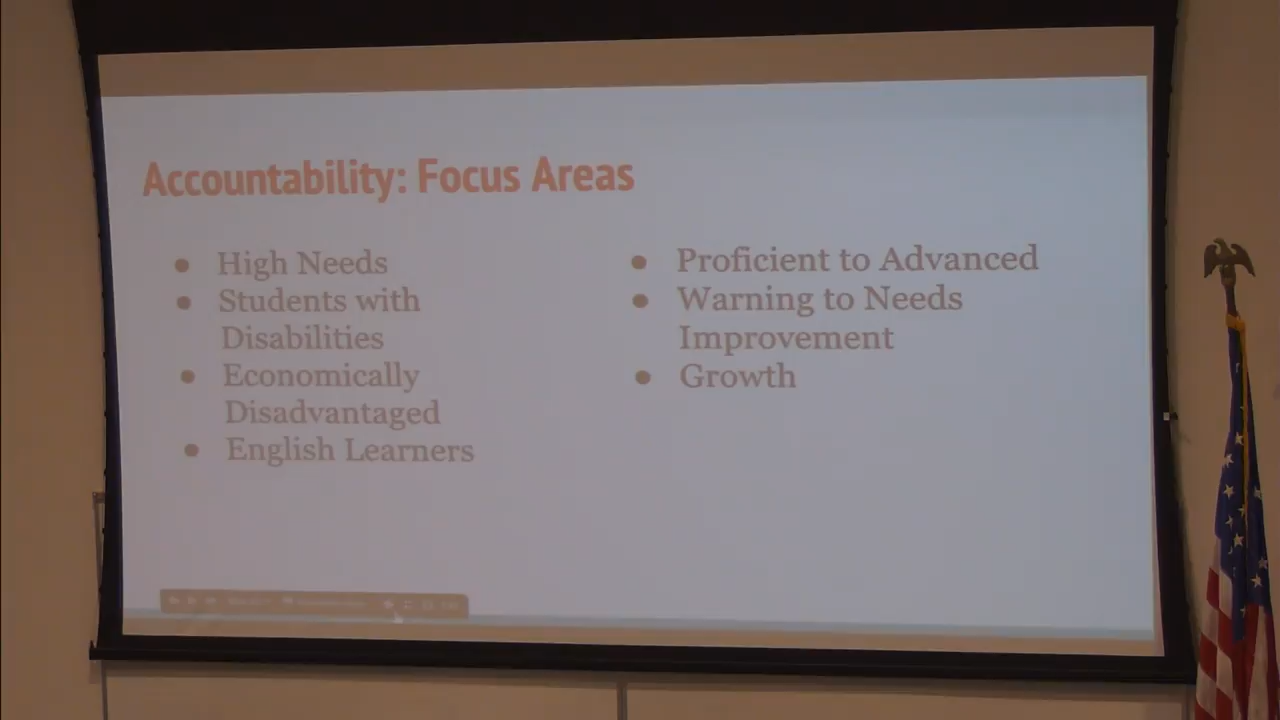 Accountability: Focus Areas
● High Needs
● Students with
Disabilities
● Economically
Disadvantaged
● English Learners
● Proficient to Advanced
● Warning to Needs
Improvement
● Growth